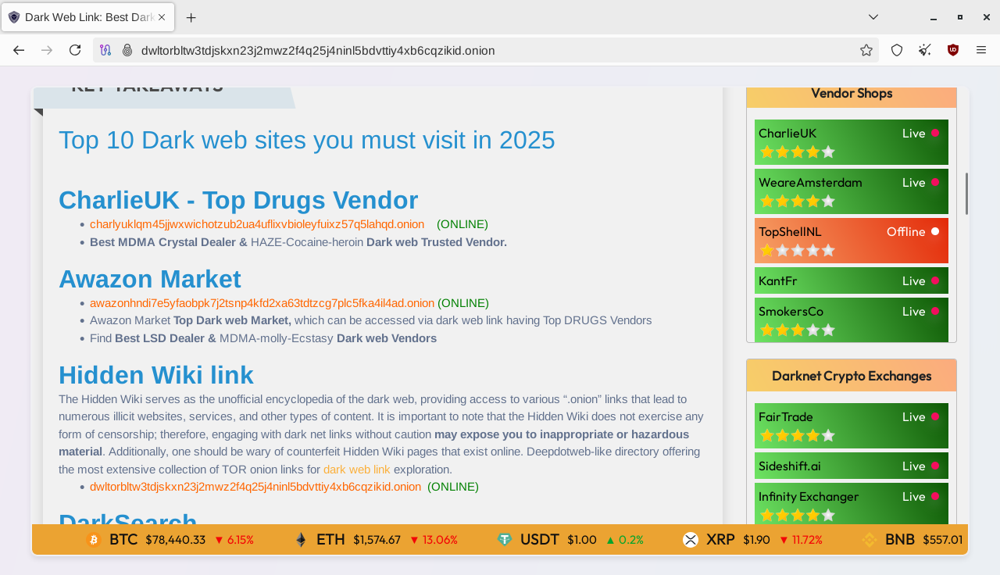 Dark Web Link: Best Dark
dwltorbltw3tdjskxn23j2mwz2f4q25j4ninl5bdvttiy4xb6cqzikid.onion
KEY TAKEAWAYS
Top 10 Dark web sites you must visit in 2025
CharlieUK - Top Drugs Vendor
charlyuklqm45jjwxwichotzub2ua4uflixvbioleyfuixz57q5lahqd.onion (ONLINE)
Best MDMA Crystal Dealer & HAZE-Cocaine-heroin Dark web Trusted Vendor.
Awazon Market
awazonhndi7e5yfaobpk7j2tsnp4kfd2xa63tdtzcg7plc5fka4il4ad.onion (ONLINE)
Awazon Market Top Dark web Market, which can be accessed via dark web link having Top DRUGS Vendors
Find Best LSD Dealer & MDMA-molly-Ecstasy Dark web Vendors
Hidden Wiki link
The Hidden Wiki serves as the unofficial encyclopedia of the dark web, providing access to various “.onion” links that lead to
numerous illicit websites, services, and other types of content. It is important to note that the Hidden Wiki does not exercise any
form of censorship; therefore, engaging with dark net links without caution may expose you to inappropriate or hazardous
material. Additionally, one should be wary of counterfeit Hidden Wiki pages that exist online. Deepdotweb-like directory offering
the most extensive collection of TOR onion links for dark web link exploration.
dwltorbltw3tdjskxn23j2mwz2f4q25j4ninl5bdvttiy4xb6cqzikid.onion (ONLINE)
DarkSearch
Vendor Shops
CharlieUK Live
WeareAmsterdam Live
TopShellNL Offline
KantFr Live
SmokersCo Live
Darknet Crypto Exchanges
FairTrade Live
Sideshift.ai Live
Infinity Exchanger Live
BTC $78,440.33 ▼ 6.15% ETH $1,574.67 ▼ 13.06% USDT $1.00 ▲ 0.2% XRP $1.90 ▼ 11.72% BNB $557.01